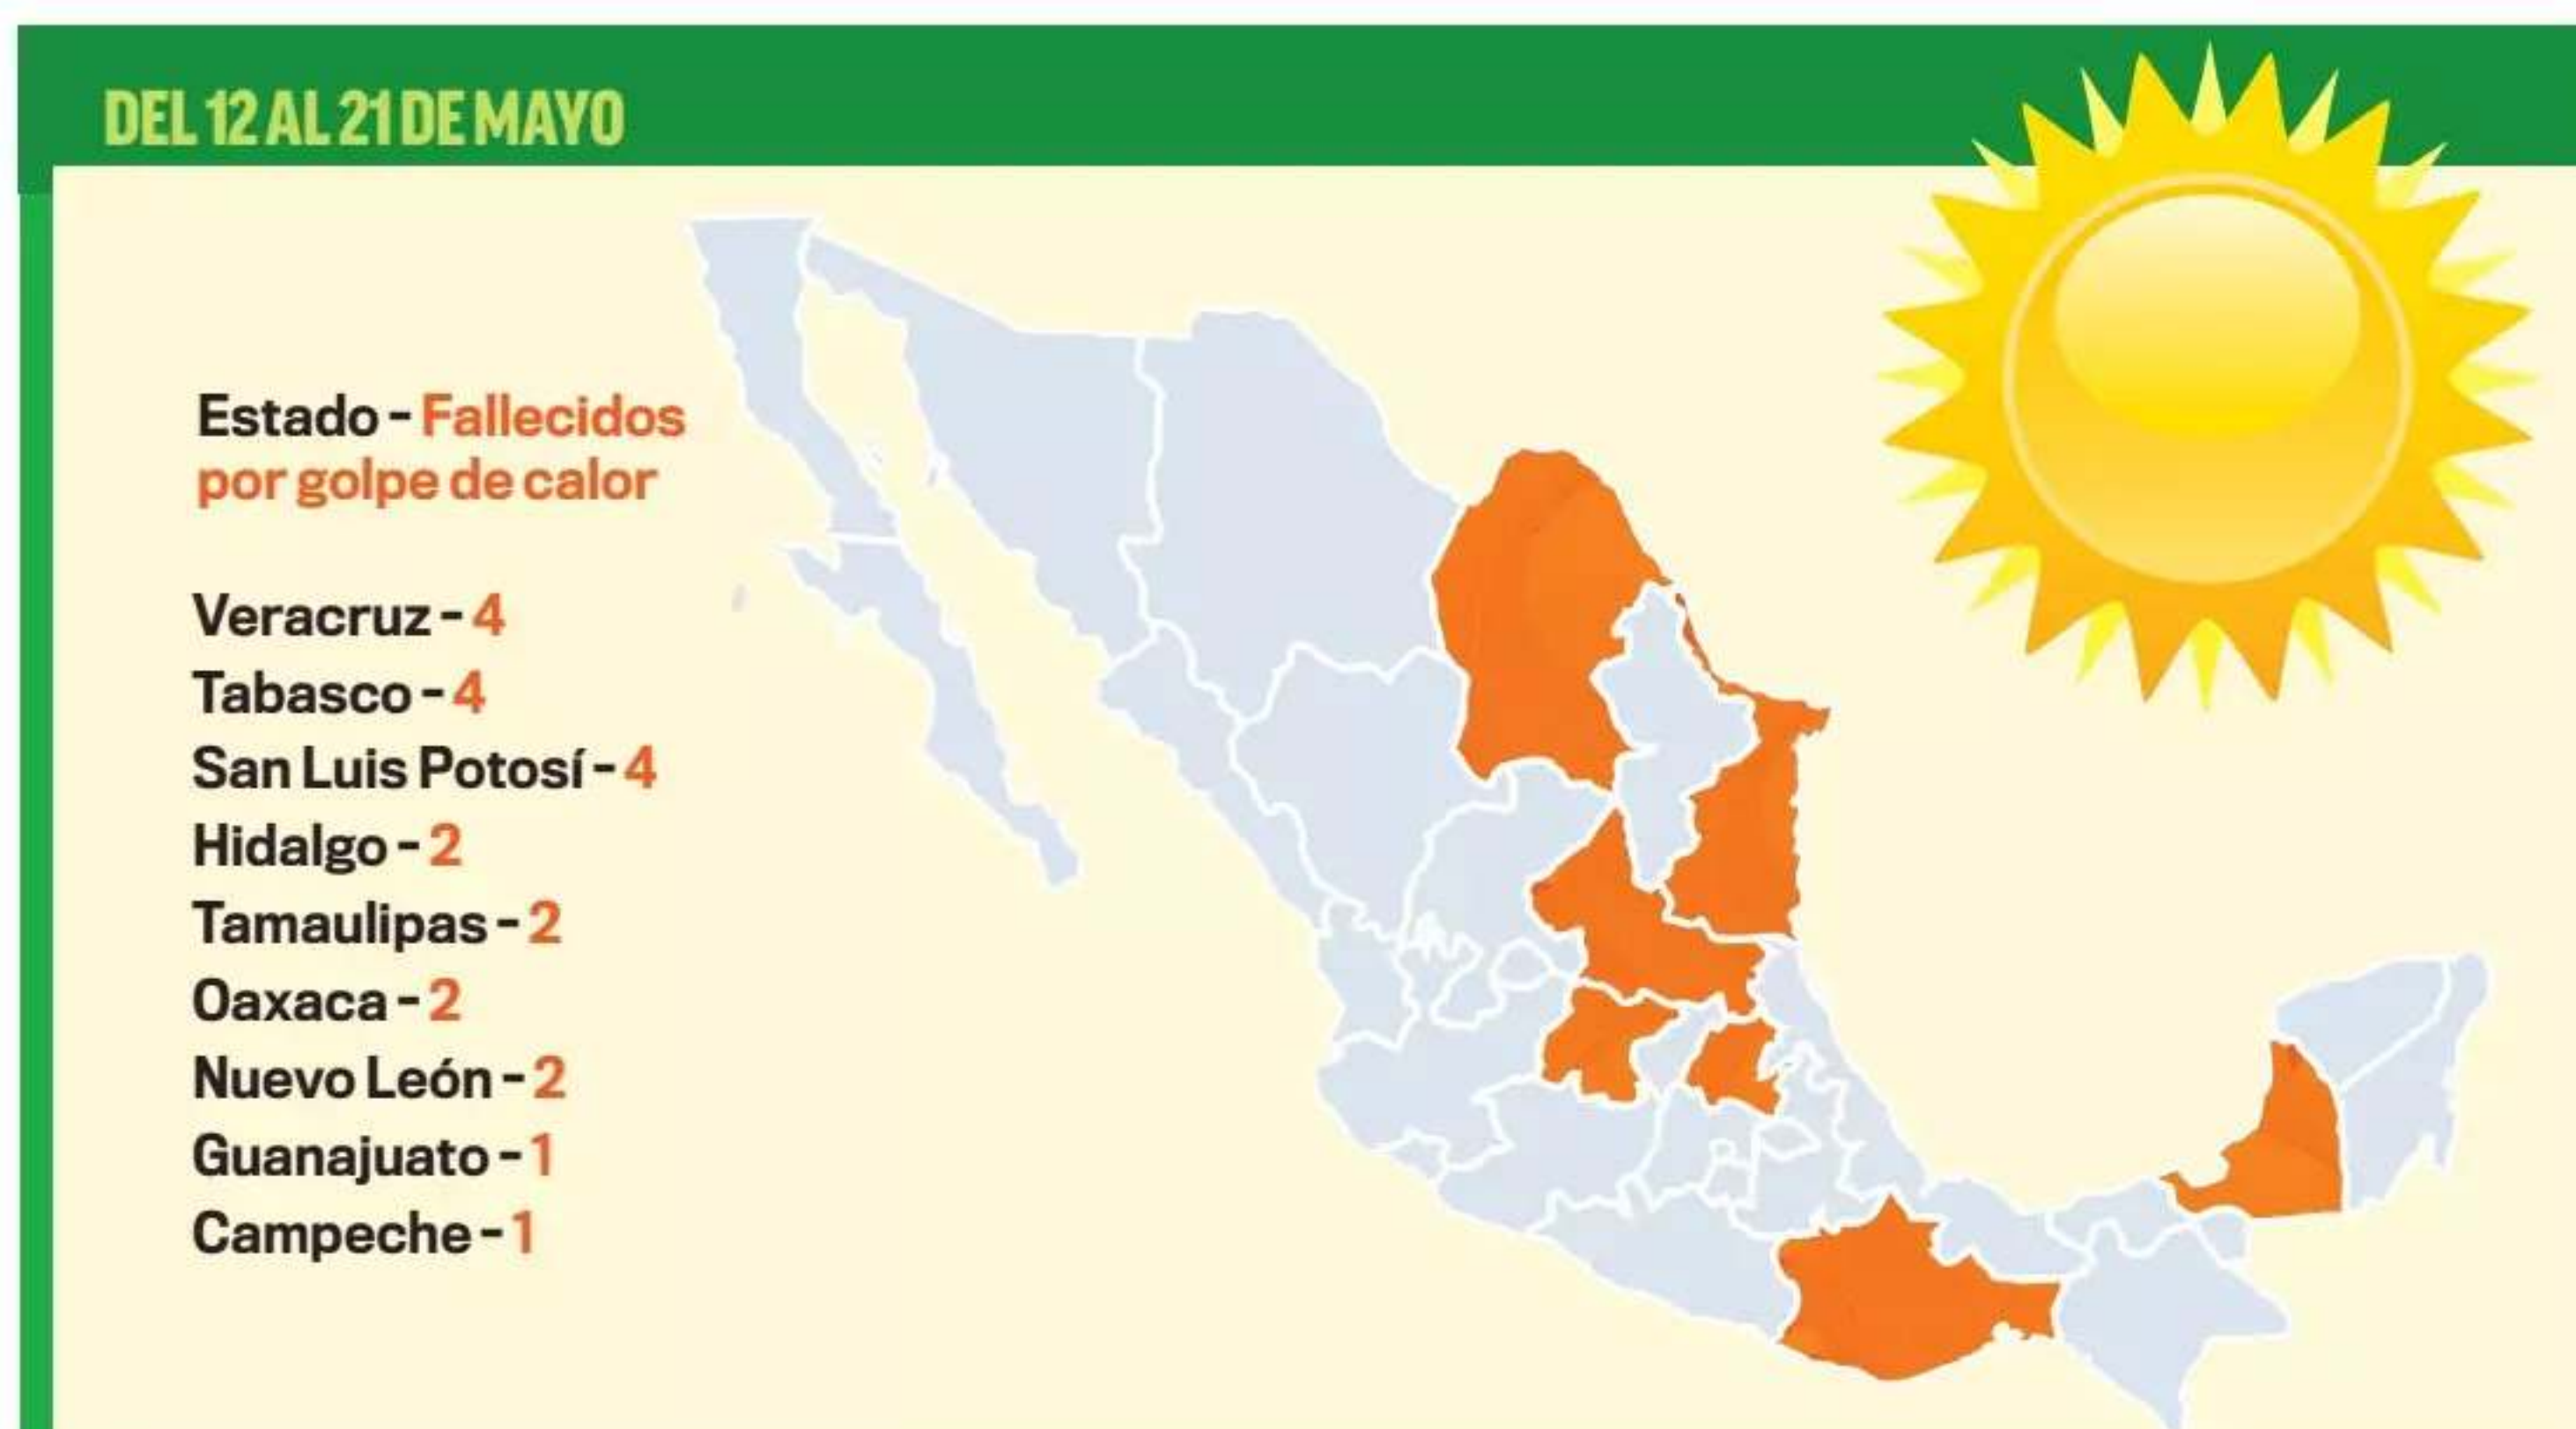 DEL 12 AL 21 DE MAYO
Estado - Fallecidos
por golpe de calor
Veracruz - 4
Tabasco - 4
San Luis Potosí - 4
Hidalgo - 2
Tamaulipas - 2
Oaxaca - 2
Nuevo León - 2
Guanajuato - 1
Campeche - 1